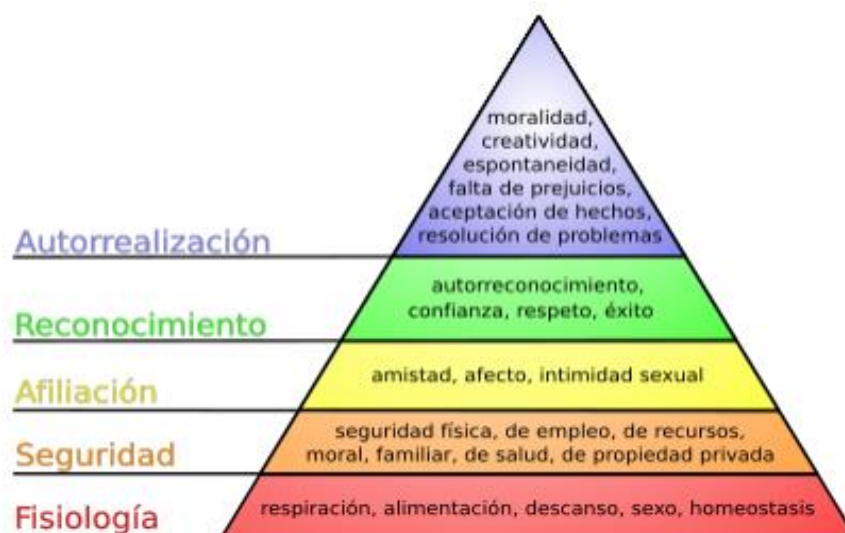 moralidad,
creatividad,
espontaneidad,
falta de prejuicios,
aceptación de hechos,
resolución de problemas
Autorrealización
autorreconocimiento,
confianza, respeto, éxito
Reconocimiento
amistad, afecto, intimidad sexual
Afiliación
seguridad física, de empleo, de recursos,
moral, familiar, de salud, de propiedad privada
Seguridad
respiración, alimentación, descanso, sexo, homeostasis
Fisiología